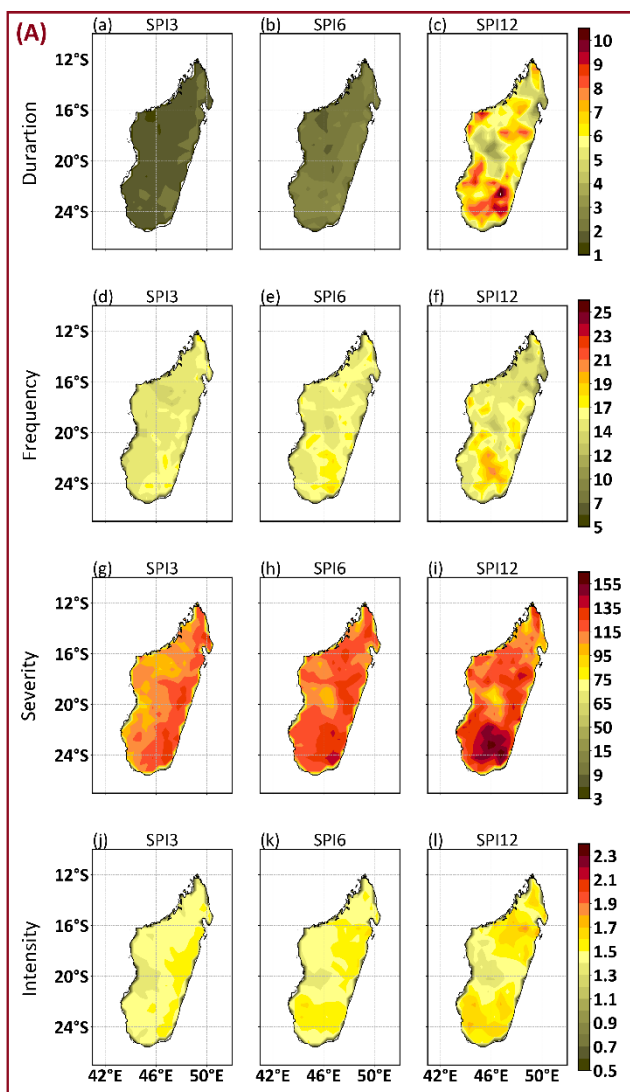 (A)
(a) SPI3 (b) SPI6 (c) SPI12
Durartion
12°S
16°S
20°S
24°S
10
9
8
7
6
5
4
3
2
1
(d) SPI3 (e) SPI6 (f) SPI12
Frequency
12°S
16°S
20°S
24°S
25
23
21
19
17
14
12
10
7
5
(g) SPI3 (h) SPI6 (i) SPI12
Severity
12°S
16°S
20°S
24°S
155
135
115
95
75
65
50
15
9
3
(j) SPI3 (k) SPI6 (l) SPI12
Intensity
12°S
16°S
20°S
24°S
2.3
2.1
1.9
1.7
1.5
1.3
1.1
0.9
0.7
0.5
42°E 46°E 50°E 42°E 46°E 50°E 42°E 46°E 50°E